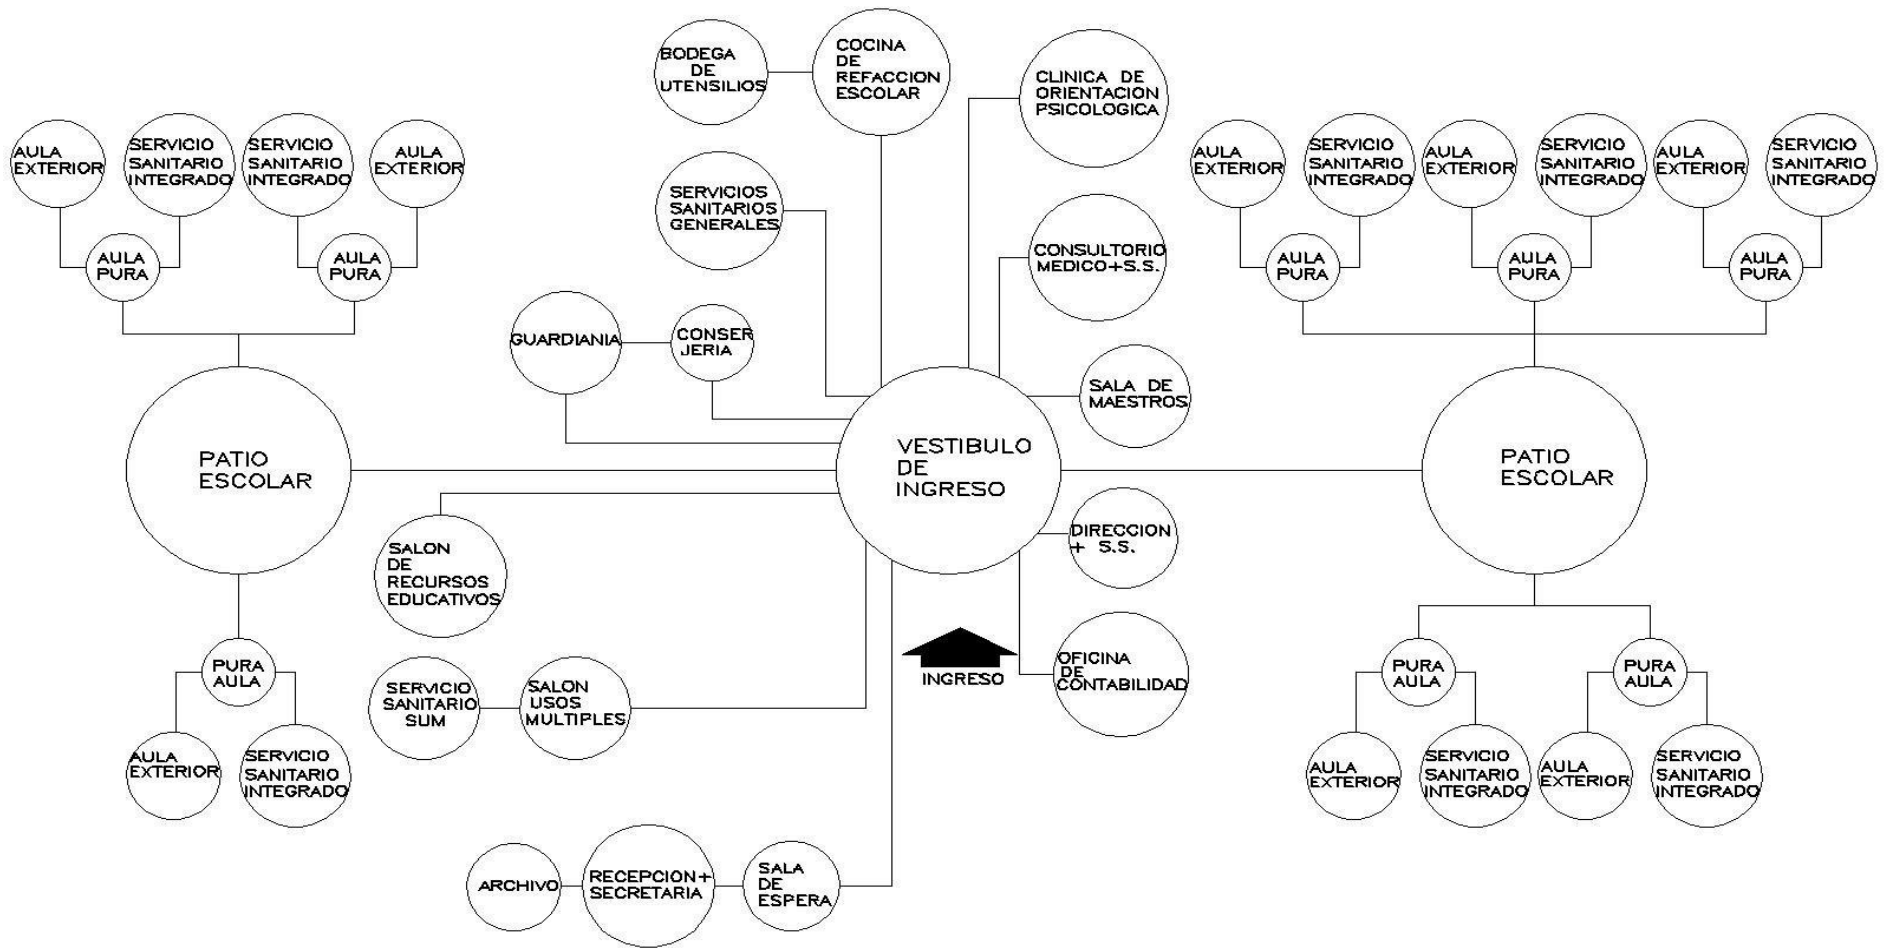 BODEGA
DE
UTENSILIOS
COCINA
DE
REFACCION
ESCOLAR
CLINICA DE
ORIENTACION
PSICOLOGICA
AULA
EXTERIOR
SERVICIO
SANITARIO
INTEGRADO
SERVICIO
SANITARIO
INTEGRADO
AULA
EXTERIOR
SERVICIOS
SANITARIOS
GENERALES
AULA
EXTERIOR
SERVICIO
SANITARIO
INTEGRADO
AULA
EXTERIOR
SERVICIO
SANITARIO
INTEGRADO
AULA
EXTERIOR
SERVICIO
SANITARIO
INTEGRADO
AULA
PURA
AULA
PURA
CONSULTORIO
MEDICO+S.S.
AULA
PURA
AULA
PURA
AULA
PURA
GUARDIANIA
CONSER
JERIA
SALA DE
MAESTROS
PATIO
ESCOLAR
VESTIBULO
DE
INGRESO
PATIO
ESCOLAR
SALON
DE
RECURSOS
EDUCATIVOS
DIRECCION
+ S.S.
PURA
AULA
SERVICIO
SANITARIO
SUM
SALON
USOS
MULTIPLES
INGRESO
OFICINA
DE
CONTABILIDAD
PURA
AULA
PURA
AULA
AULA
EXTERIOR
SERVICIO
SANITARIO
INTEGRADO
AULA
EXTERIOR
SERVICIO
SANITARIO
INTEGRADO
AULA
EXTERIOR
SERVICIO
SANITARIO
INTEGRADO
ARCHIVO
RECEPCION+
SECRETARIA
SALA
DE
ESPERA